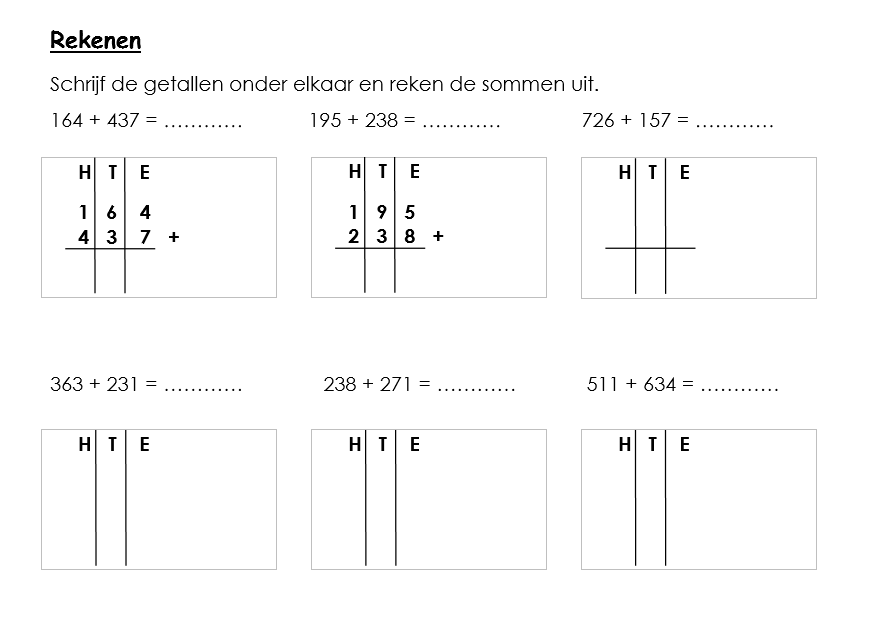 Rekenen
Schrijf de getallen onder elkaar en reken de sommen uit.
164 + 437 = ………… 195 + 238 = ………… 726 + 157 = …………
H T E H T E H T E
1 6 4 1 9 5
4 3 7 + 2 3 8 +
363 + 231 = ………… 238 + 271 = ………… 511 + 634 = …………
H T E H T E H T E